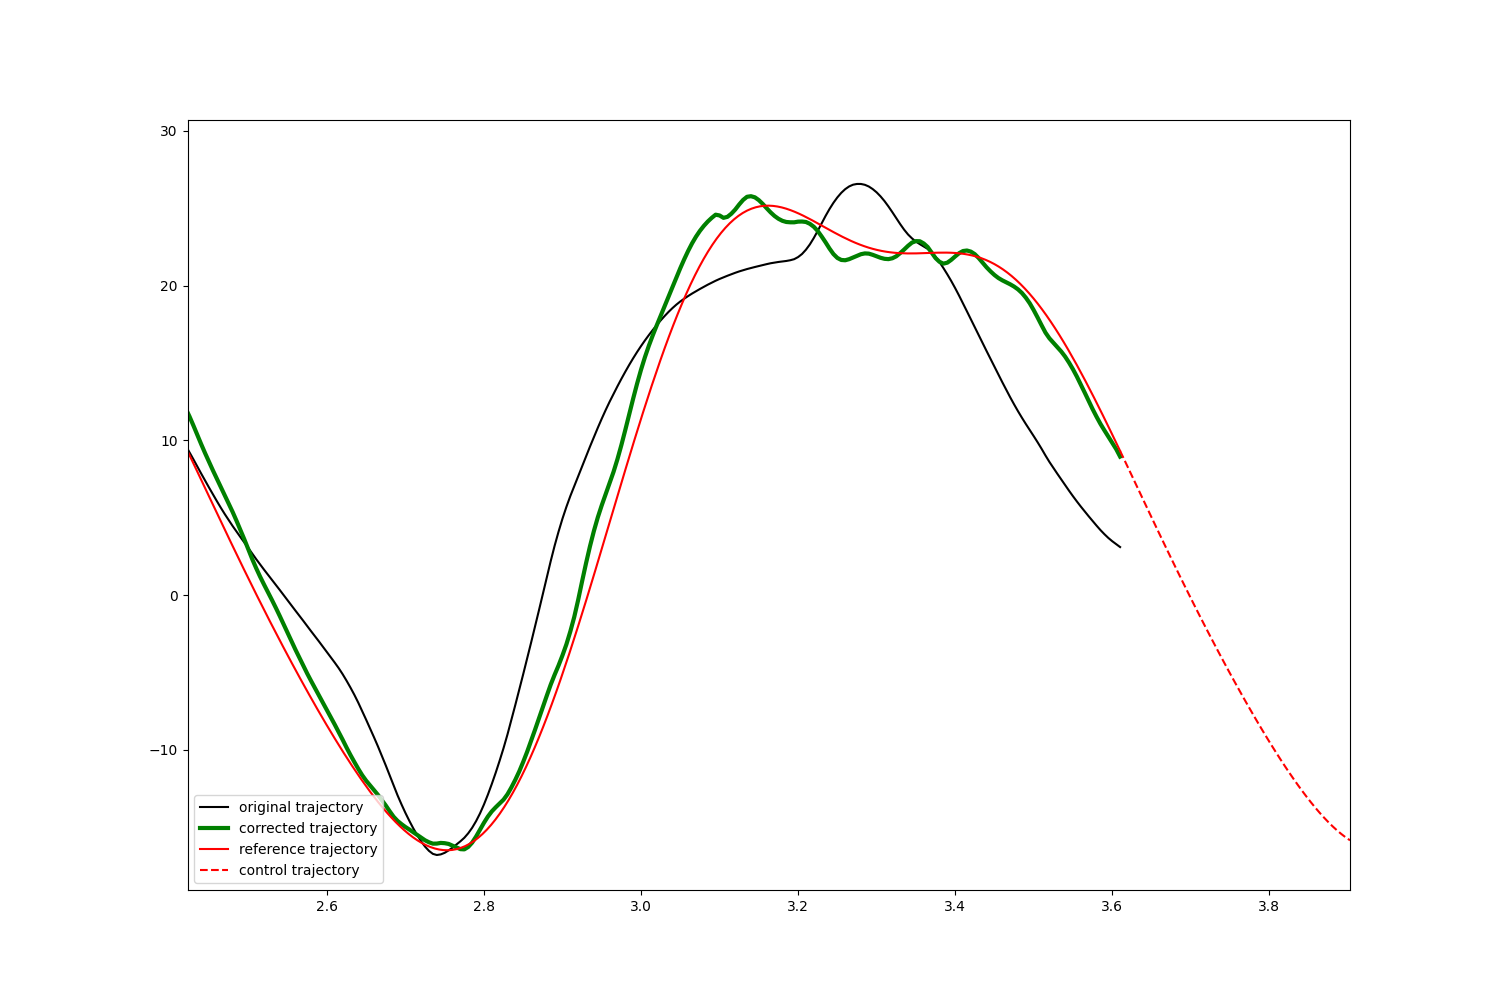 30
20
10
0
−10
original trajectory
corrected trajectory
reference trajectory
control trajectory
2.6 2.8 3.0 3.2 3.4 3.6 3.8